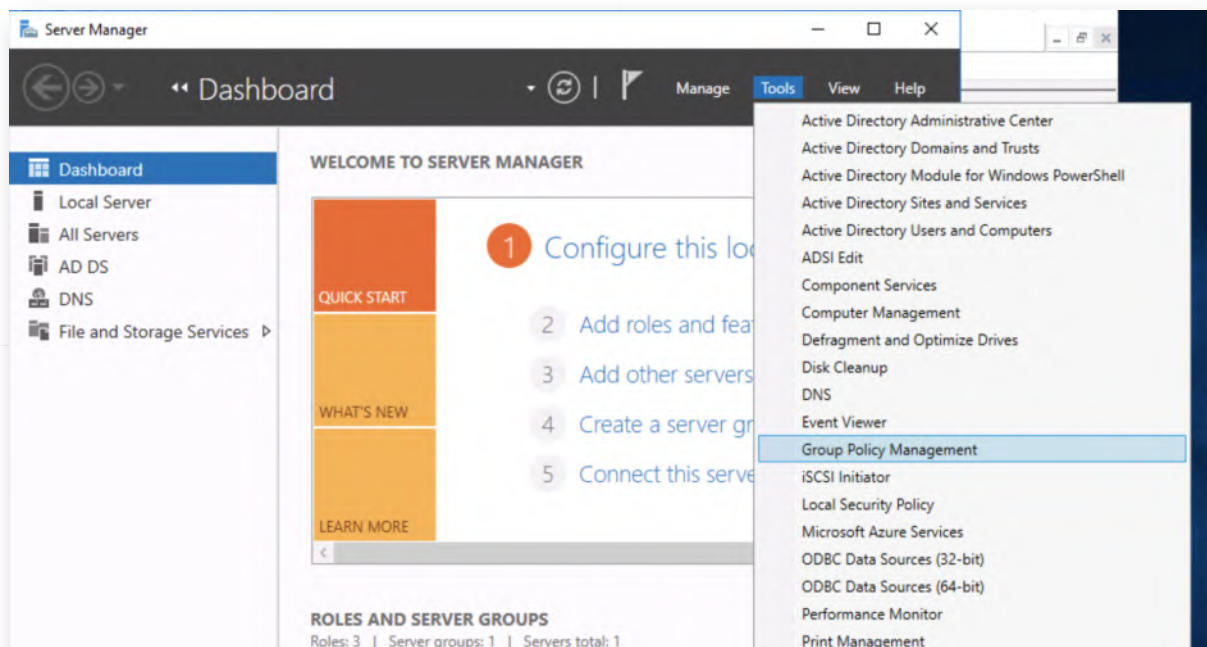 Server Manager
Dashboard
Manage
Tools
View
Help
Dashboard
Local Server
All Servers
AD DS
DNS
File and Storage Services
WELCOME TO SERVER MANAGER
QUICK START
WHAT'S NEW
LEARN MORE
1 Configure this loc
2 Add roles and fea
3 Add other servers
4 Create a server gr
5 Connect this serve
ROLES AND SERVER GROUPS
Roles: 3 | Server groups: 1 | Servers total: 1
Active Directory Administrative Center
Active Directory Domains and Trusts
Active Directory Module for Windows PowerShell
Active Directory Sites and Services
Active Directory Users and Computers
ADSI Edit
Component Services
Computer Management
Defragment and Optimize Drives
Disk Cleanup
DNS
Event Viewer
Group Policy Management
iSCSI Initiator
Local Security Policy
Microsoft Azure Services
ODBC Data Sources (32-bit)
ODBC Data Sources (64-bit)
Performance Monitor
Print Management